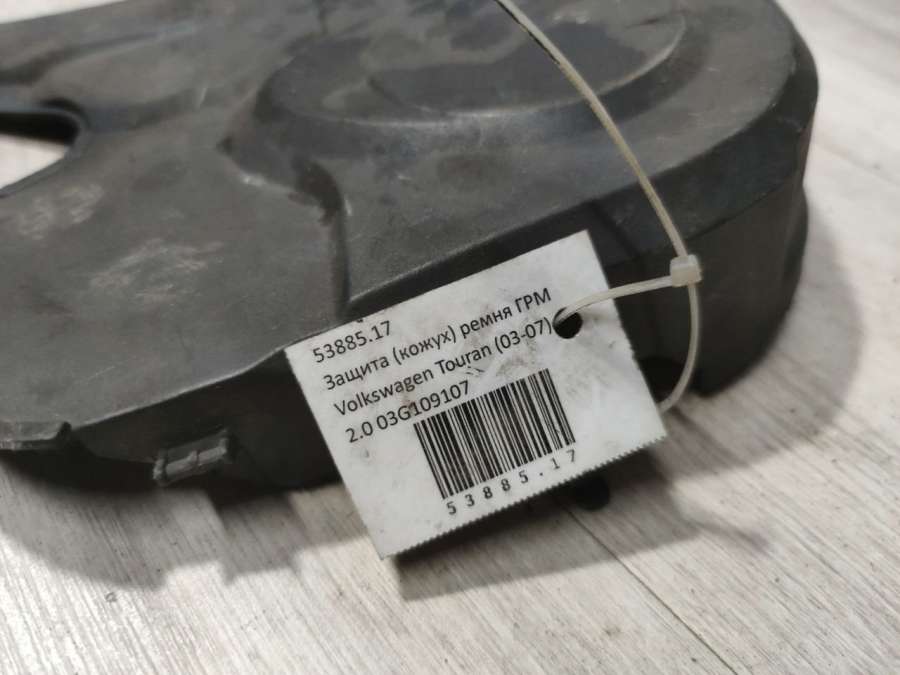 53885.17
Защита (кожух) ремня ГРМ
Volkswagen Touran (03-07)
2.0 03G109107
53885.17